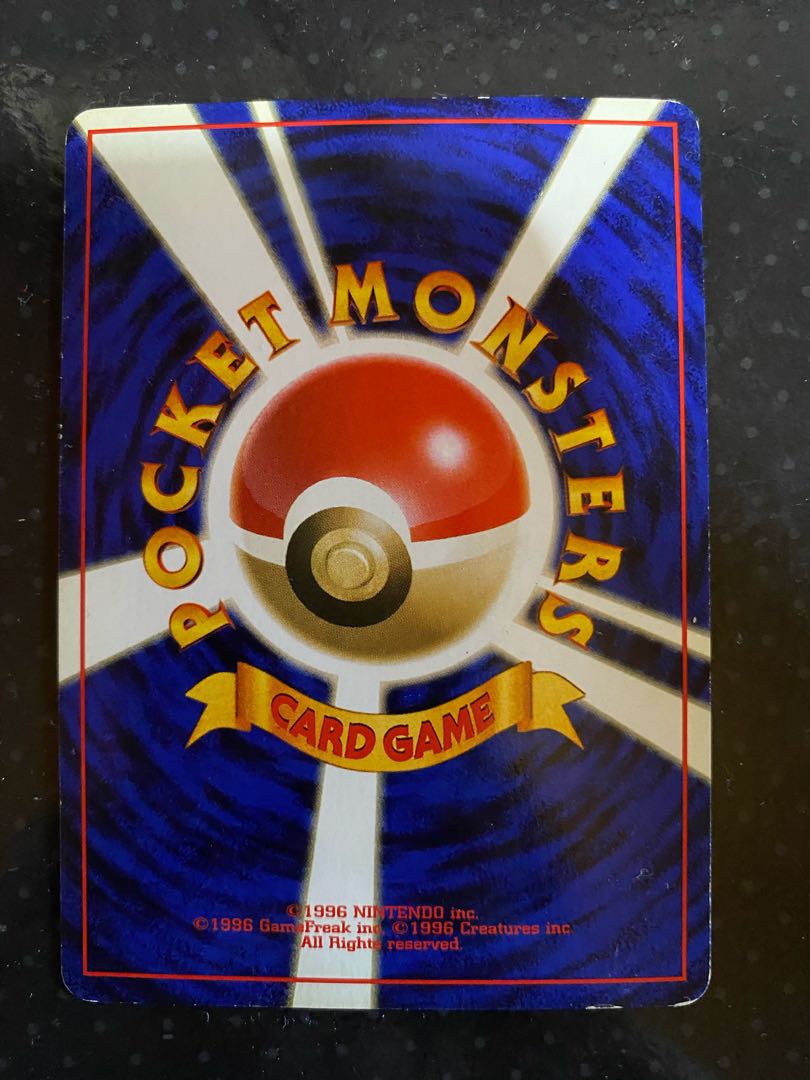 POCKET MONSTERS
CARD GAME
©1996 NINTENDO inc.
©1996 GameFreak inc. ©1996 Creatures inc.
All Rights reserved.